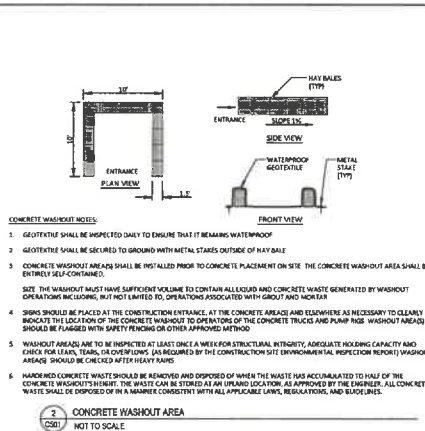 10'
HAY BALES
(TYP)
10'
ENTRANCE
SLOPE 1%
SIDE VIEW
ENTRANCE
PLAN VIEW
1.5'
WATERPROOF
GEOTEXTILE
METAL
STAKE
(TYP)
FRONT VIEW
CONCRETE WASHOUT NOTES:
1. GEOTEXTILE SHALL BE INSPECTED DAILY TO ENSURE THAT IT REMAINS WATERPROOF
2 GEOTEXTILE SHALL BE SECURED TO GROUND WITH METAL STAKES OUTSIDE OF HAY BALE
3 CONCRETE WASHOUT AREA(S) SHALL BE INSTALLED PRIOR TO CONCRETE PLACEMENT ON SITE THE CONCRETE WASHOUT AREA SHALL BE
ENTIRELY SELF-CONTAINED.
SIZE THE WASHOUT MUST HAVE SUFFICIENT VOLUME TO CONTAIN ALL LIQUID AND CONCRETE WASTE GENERATED BY WASHOUT
OPERATIONS INCLUDING, BUT NOT LIMITED TO, OPERATIONS ASSOCIATED WITH GROUT AND MORTAR
4 SIGNS SHOULD BE PLACED AT THE CONSTRUCTION ENTRANCE, AT THE CONCRETE AREA(S) AND ELSEWHERE AS NECESSARY TO CLEARLY
INDICATE THE LOCATION OF THE CONCRETE WASHOUT TO OPERATORS OF THE CONCRETE TRUCKS AND PUMP RIGS WASHOUT AREA(S)
SHOULD BE FLAGGED WITH SAFETY FENCING OR OTHER APPROVED METHOD
5 WASHOUT AREA(S) ARE TO BE INSPECTED AT LEAST ONCE A WEEK FOR STRUCTURAL INTEGRITY, ADEQUATE HOLDING CAPACITY AND
CHECK FOR LEAKS, TEARS, OR OVERFLOWS (AS REQUIRED BY THE CONSTRUCTION SITE ENVIRONMENTAL INSPECTION REPORT) WASHOUT
AREA(S) SHOULD BE CHECKED AFTER HEAVY RAINS
6 HARDENED CONCRETE WASTE SHOULD BE REMOVED AND DISPOSED OF WHEN THE WASTE HAS ACCUMULATED TO HALF OF THE
CONCRETE WASHOUT'S HEIGHT. THE WASTE CAN BE STORED AT AN UPLAND LOCATION, AS APPROVED BY THE ENGINEER. ALL CONCRETE
WASTE SHALL BE DISPOSED OF IN A MANNER CONSISTENT WITH ALL APPLICABLE LAWS, REGULATIONS, AND GUIDELINES.
2 CONCRETE WASHOUT AREA
C501 NOT TO SCALE